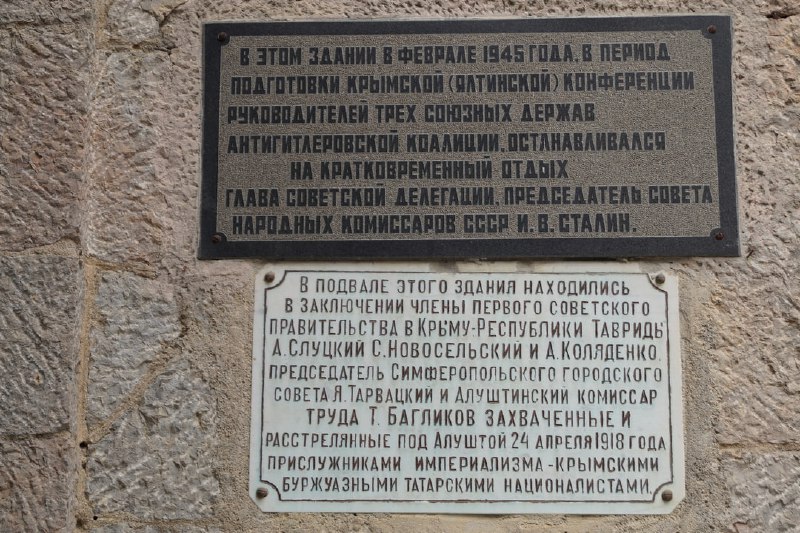 В ЭТОМ ЗДАНИИ В ФЕВРАЛЕ 1945 ГОДА, В ПЕРИОД
ПОДГОТОВКИ КРЫМСКОЙ (ЯЛТИНСКОЙ) КОНФЕРЕНЦИИ
РУКОВОДИТЕЛЕЙ ТРЕХ СОЮЗНЫХ ДЕРЖАВ
АНТИГИТЛЕРОВСКОЙ КОАЛИЦИИ, ОСТАНАВЛИВАЛСЯ
НА КРАТКОВРЕМЕННЫЙ ОТДЫХ
ГЛАВА СОВЕТСКОЙ ДЕЛЕГАЦИИ, ПРЕДСЕДАТЕЛЬ СОВЕТА
НАРОДНЫХ КОМИССАРОВ СССР И. В. СТАЛИН.
В ПОДВАЛЕ ЭТОГО ЗДАНИЯ НАХОДИЛИСЬ
В ЗАКЛЮЧЕНИИ ЧЛЕНЫ ПЕРВОГО СОВЕТСКОГО
ПРАВИТЕЛЬСТВА В КРЫМУ-РЕСПУБЛИКИ ТАВРИДЫ
А.СЛУЦКИЙ С.НОВОСЕЛЬСКИЙ И А.КОЛЯДЕНКО,
ПРЕДСЕДАТЕЛЬ СИМФЕРОПОЛЬСКОГО ГОРОДСКОГО
СОВЕТА Я.ТАРВАЦКИЙ И АЛУШТИНСКИЙ КОМИССАР
ТРУДА Т. БАГЛИКОВ ЗАХВАЧЕННЫЕ И
РАССТРЕЛЯННЫЕ ПОД АЛУШТОЙ 24 АПРЕЛЯ 1918 ГОДА
ПРИСЛУЖНИКАМИ ИМПЕРИАЛИЗМА-КРЫМСКИМИ
БУРЖУАЗНЫМИ ТАТАРСКИМИ НАЦИОНАЛИСТАМИ.